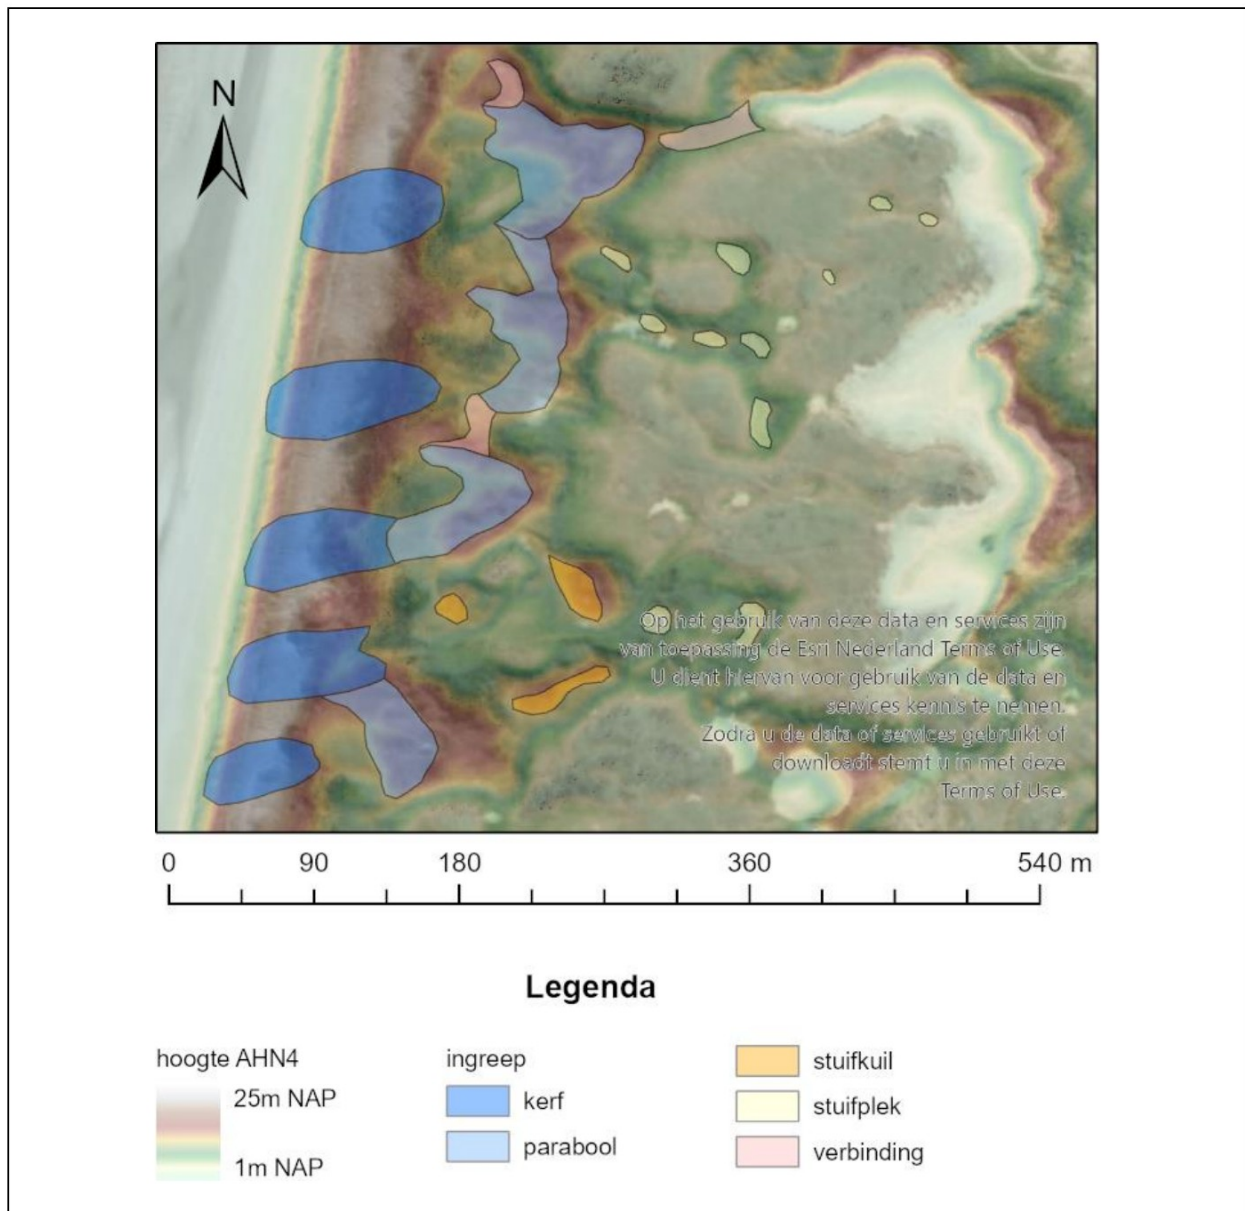 N
Op het gebruik van deze data en services zijn
van toepassing de Esri Nederland Terms of Use.
U dient hiervan voor gebruik van de data en
services kennis te nemen.
Zodra u de data of services gebruikt of
downloadt stemt u in met deze
Terms of Use.
0 90 180 360 540 m
Legenda
hoogte AHN4
25m NAP
1m NAP
ingreep
kerf
parabool
stuifkuil
stuifplek
verbinding